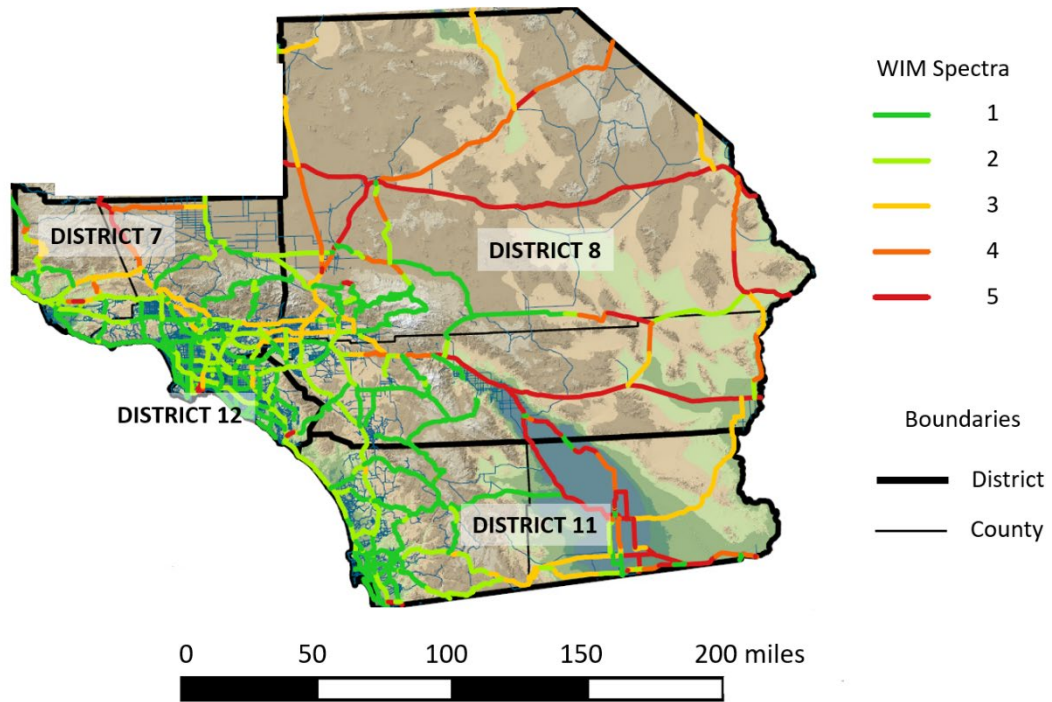 WIM Spectra
1
2
3
4
5
DISTRICT 7
DISTRICT 8
DISTRICT 12
DISTRICT 11
Boundaries
District
County
0 50 100 150 200 miles